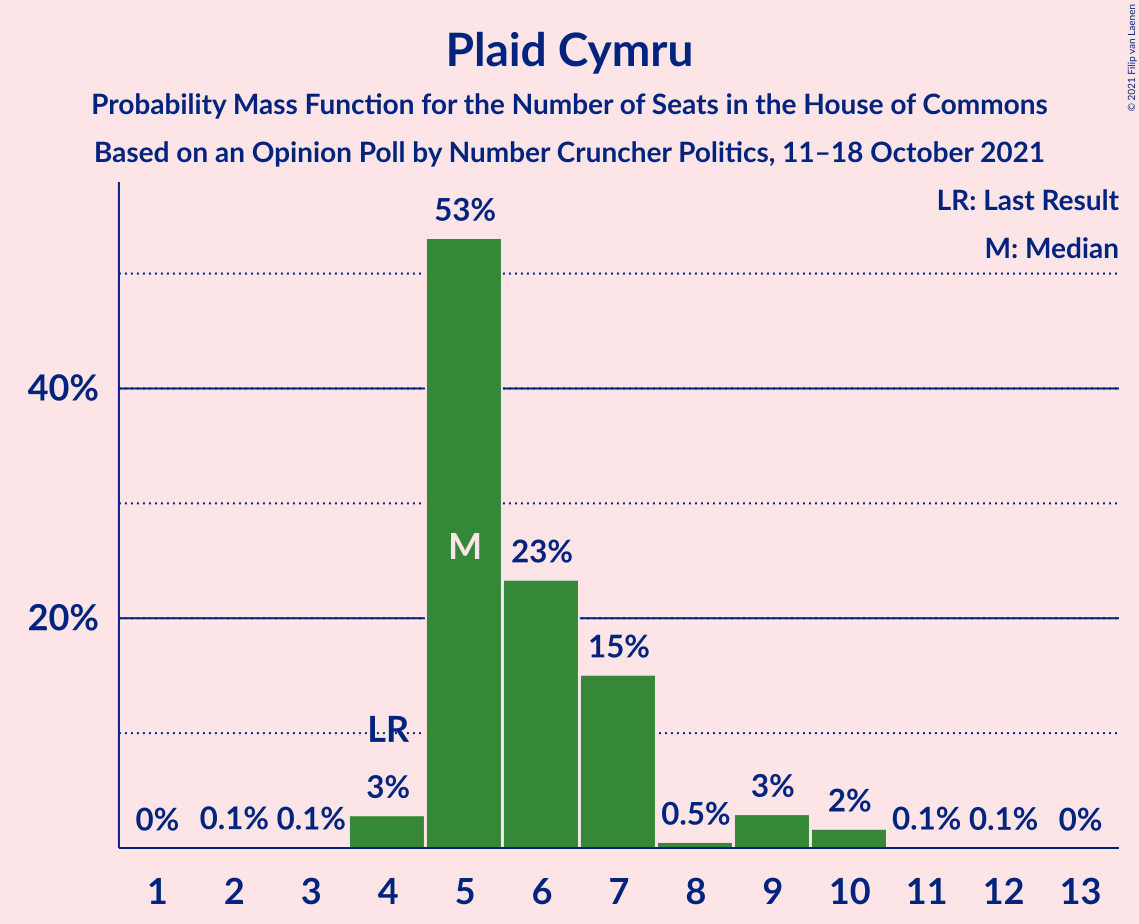 Plaid Cymru
Probability Mass Function for the Number of Seats in the House of Commons
Based on an Opinion Poll by Number Cruncher Politics, 11–18 October 2021
© 2021 Filip van Laenen
LR: Last Result
M: Median
53%
40%
M
23%
20%
15%
LR
3%
0%
0.1%
0.1%
0.5%
3%
2%
0.1%
0.1%
0%
1 2 3 4 5 6 7 8 9 10 11 12 13